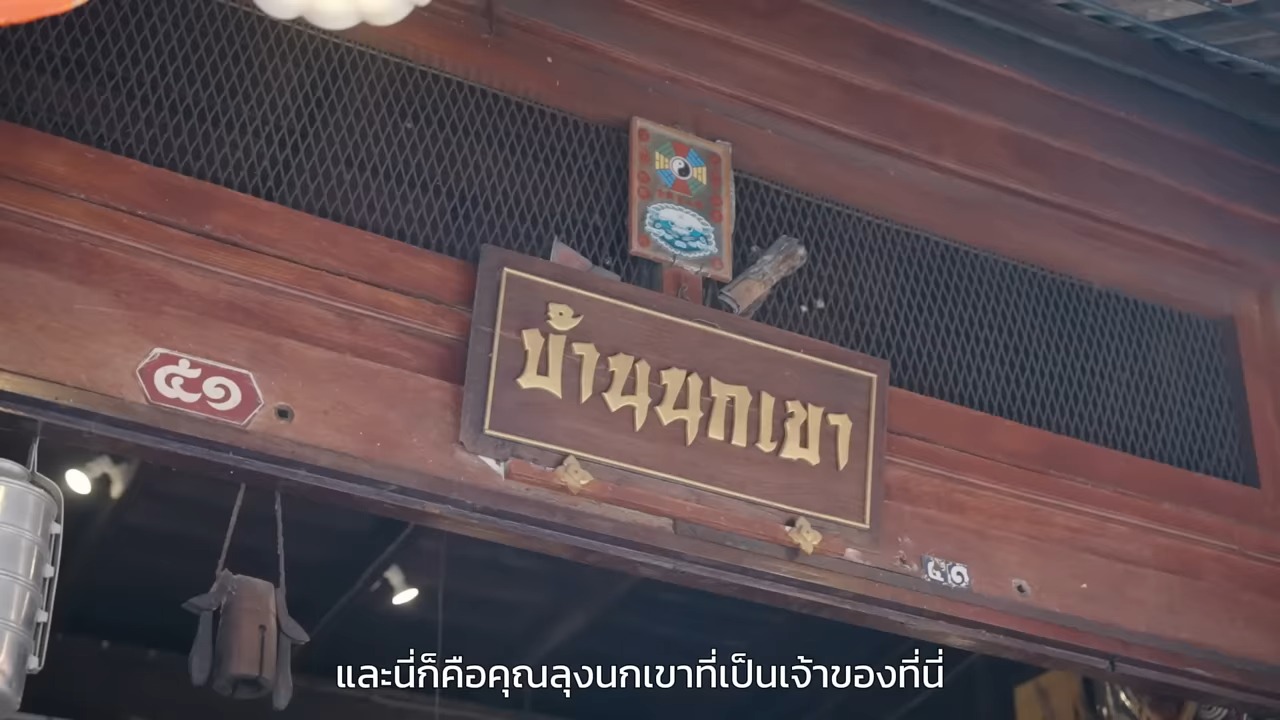 บ้านนกเขา
๕๑
๕๑
และนี่ก็คือคุณลุงนกเขาที่เป็นเจ้าของที่นี่